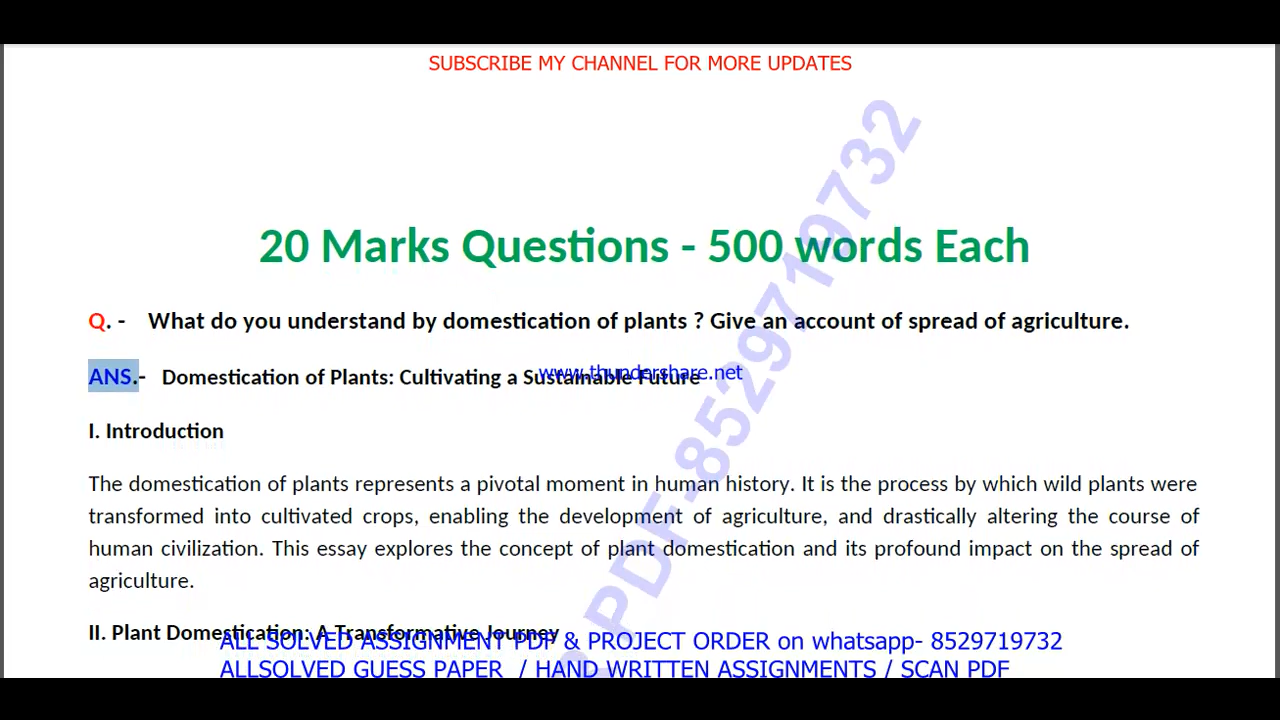 SUBSCRIBE MY CHANNEL FOR MORE UPDATES
20 Marks Questions - 500 words Each
Q. - What do you understand by domestication of plants ? Give an account of spread of agriculture.
ANS.- Domestication of Plants: Cultivating a Sustainable Future
www.thundershare.net
I. Introduction
The domestication of plants represents a pivotal moment in human history. It is the process by which wild plants were
transformed into cultivated crops, enabling the development of agriculture, and drastically altering the course of
human civilization. This essay explores the concept of plant domestication and its profound impact on the spread of
agriculture.
II. Plant Domestication: A Transformative Journey
ALL SOLVED ASSIGNMENT PDF & PROJECT ORDER on whatsapp- 8529719732
ALLSOLVED GUESS PAPER / HAND WRITTEN ASSIGNMENTS / SCAN PDF
PDF-8529719732